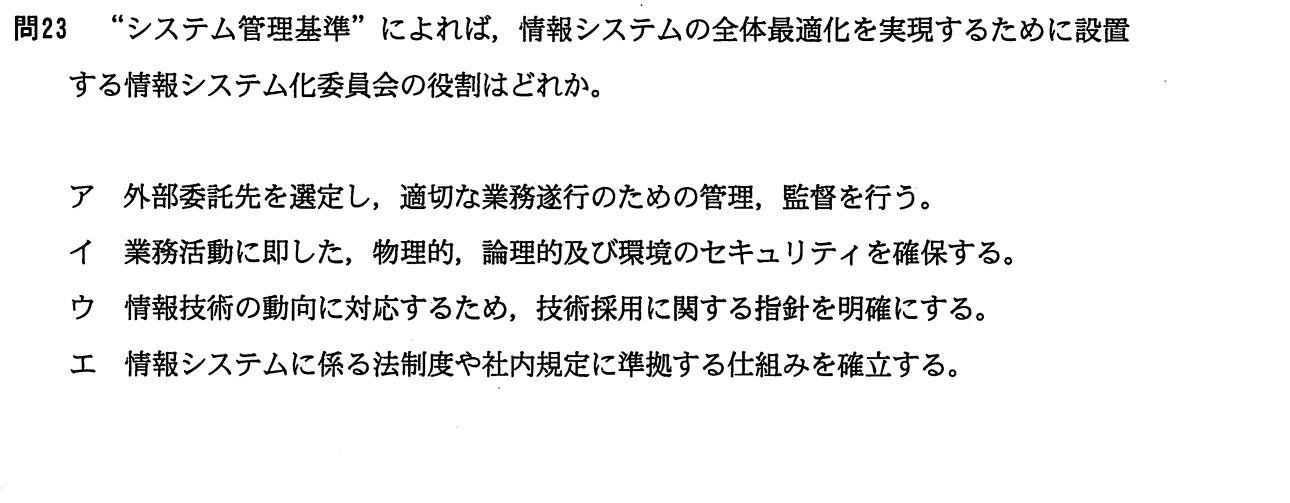 問23 “システム管理基準”によれば，情報システムの全体最適化を実現するために設置
する情報システム化委員会の役割はどれか。
ア 外部委託先を選定し，適切な業務遂行のための管理，監督を行う。
イ 業務活動に即した，物理的，論理的及び環境のセキュリティを確保する。
ウ 情報技術の動向に対応するため，技術採用に関する指針を明確にする。
エ 情報システムに係る法制度や社内規定に準拠する仕組みを確立する。